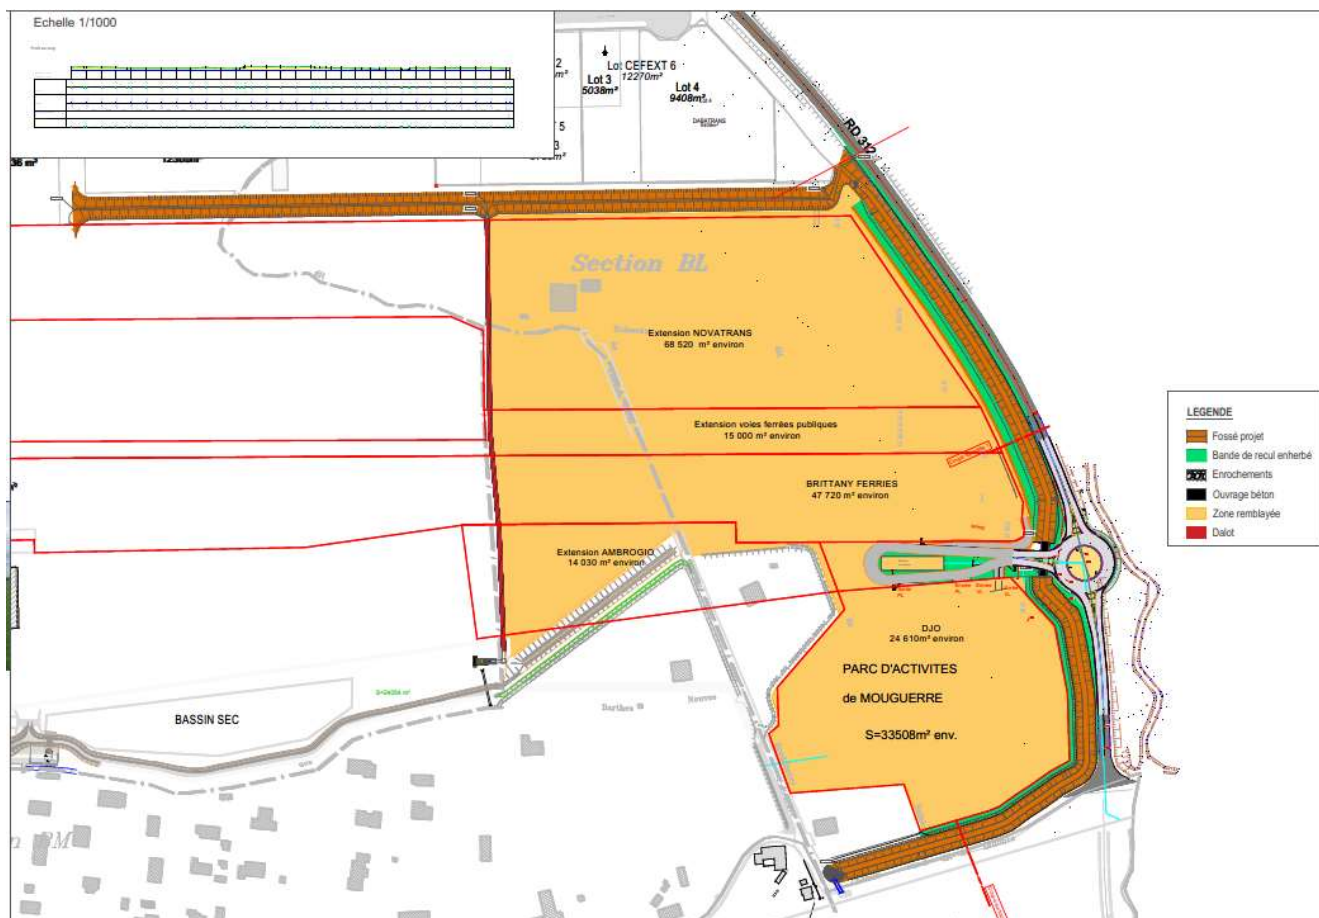 Echelle 1/1000
Lot CEFEXT 6
12270m²
Lot 3
5038m²
Lot 4
9408m²
DABATRANS
RD 312
Section BL
Extension NOVATRANS
68 520 m² environ
Extension voies ferrées publiques
15 000 m² environ
BRITTANY FERRIES
47 720 m² environ
Extension AMBROGIO
14 030 m² environ
DJO
24 610m² environ
PARC D'ACTIVITES
de MOUGUERRE
S=33508m² env.
BASSIN SEC
Barthes
Neuves
LEGENDE
Fossé projet
Bande de recul enherbé
Enrochements
Ouvrage béton
Zone remblayée
Dalot